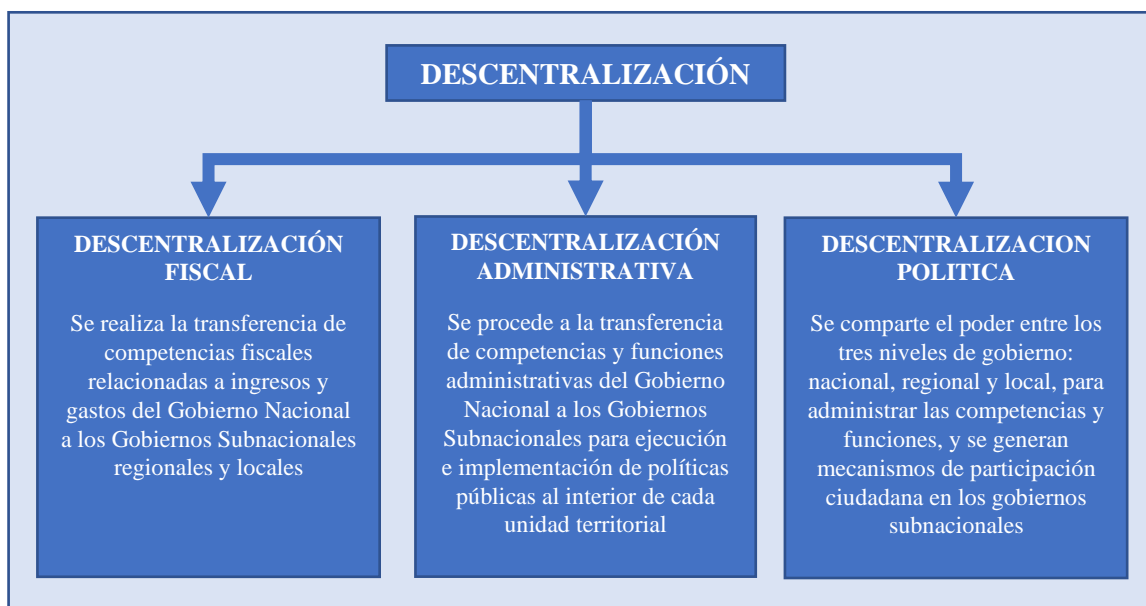 DESCENTRALIZACIÓN
DESCENTRALIZACIÓN
FISCAL
Se realiza la transferencia de
competencias fiscales
relacionadas a ingresos y
gastos del Gobierno Nacional
a los Gobiernos Subnacionales
regionales y locales
DESCENTRALIZACIÓN
ADMINISTRATIVA
Se procede a la transferencia
de competencias y funciones
administrativas del Gobierno
Nacional a los Gobiernos
Subnacionales para ejecución
e implementación de políticas
públicas al interior de cada
unidad territorial
DESCENTRALIZACION
POLITICA
Se comparte el poder entre los
tres niveles de gobierno:
nacional, regional y local, para
administrar las competencias y
funciones, y se generan
mecanismos de participación
ciudadana en los gobiernos
subnacionales